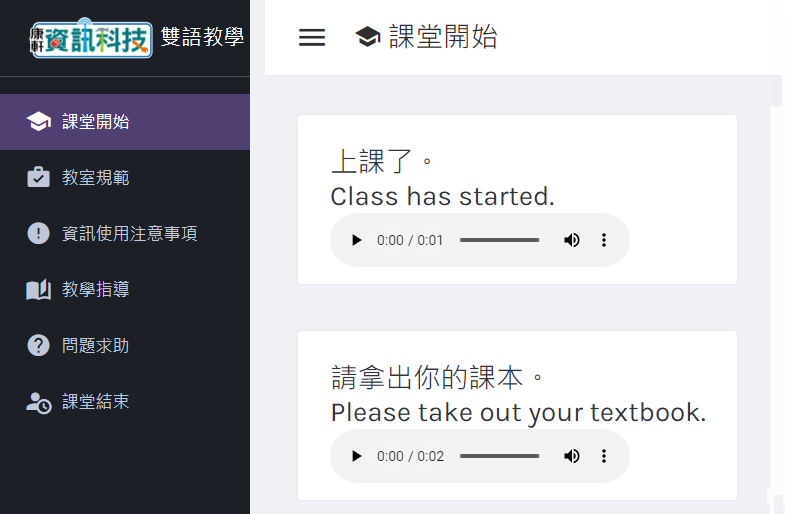 康軒 資訊科技 雙語教學
課堂開始
教室規範
資訊使用注意事項
教學指導
問題求助
課堂結束
課堂開始
上課了。
Class has started.
0:00 / 0:01
請拿出你的課本。
Please take out your textbook.
0:00 / 0:02